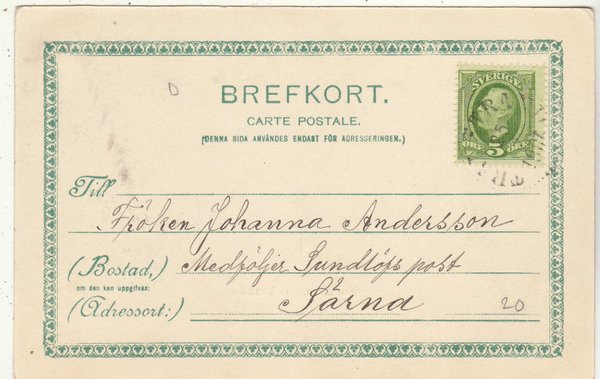 D
BREFKORT.
CARTE POSTALE.
(DENNA SIDA ANVÄNDES ENDAST FÖR ADRESSERINGEN.)
SVERIGE
ÖRE 5 ÖRE
Till
Fröken Johanna Andersson
(Bostad,) Medföljer Sundlöfs post
om den kan uppgifvas:
(Adressort:) Särna
20